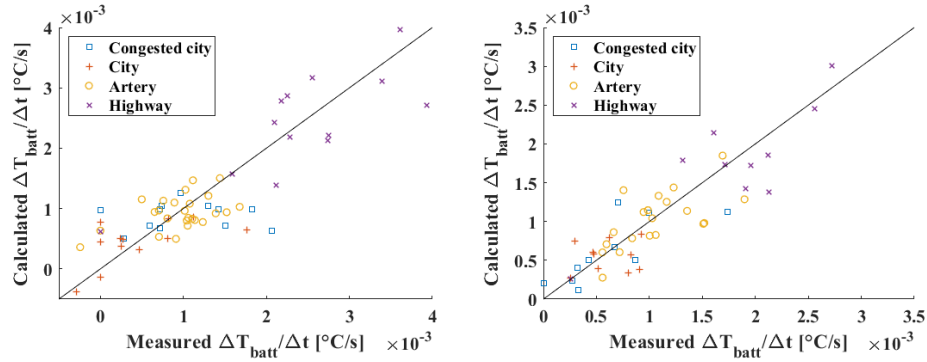 ×10⁻³
4
3
2
1
0
Calculated ΔT_batt/Δt [°C/s]
Congested city
City
Artery
Highway
0 1 2 3 4
Measured ΔT_batt/Δt [°C/s] ×10⁻³
×10⁻³
3.5
3
2.5
2
1.5
1
0.5
0
Calculated ΔT_batt/Δt [°C/s]
Congested city
City
Artery
Highway
0 0.5 1 1.5 2 2.5 3 3.5
Measured ΔT_batt/Δt [°C/s] ×10⁻³